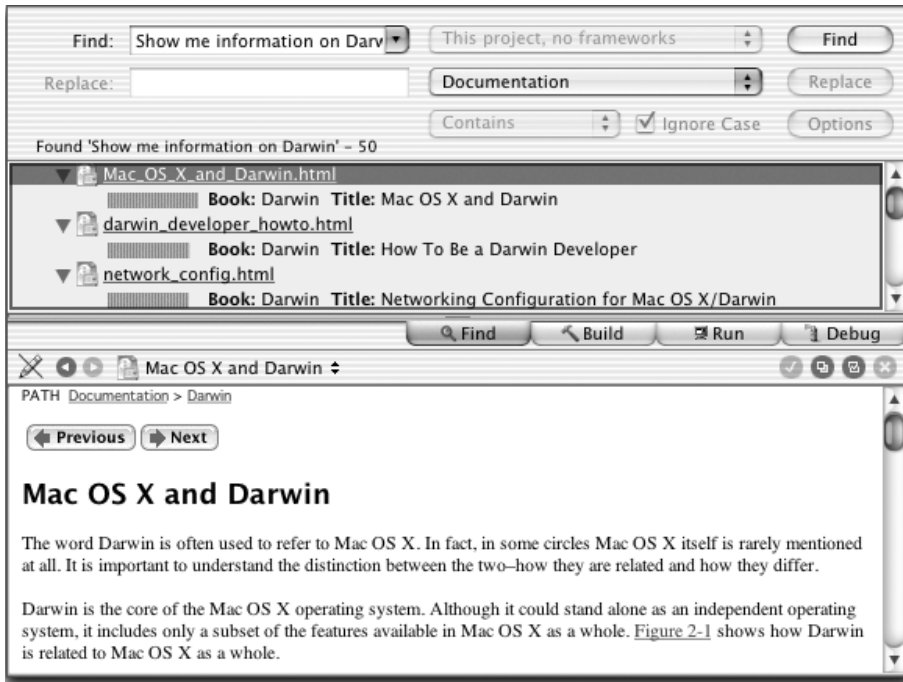 Find: Show me information on Darw This project, no frameworks Find
Replace: Documentation Replace
Contains Ignore Case Options
Found 'Show me information on Darwin' – 50
Mac_OS_X_and_Darwin.html
Book: Darwin Title: Mac OS X and Darwin
darwin_developer_howto.html
Book: Darwin Title: How To Be a Darwin Developer
network_config.html
Book: Darwin Title: Networking Configuration for Mac OS X/Darwin
Find Build Run Debug
Mac OS X and Darwin
PATH Documentation > Darwin
Previous Next
Mac OS X and Darwin
The word Darwin is often used to refer to Mac OS X. In fact, in some circles Mac OS X itself is rarely mentioned
at all. It is important to understand the distinction between the two–how they are related and how they differ.
Darwin is the core of the Mac OS X operating system. Although it could stand alone as an independent operating
system, it includes only a subset of the features available in Mac OS X as a whole. Figure 2-1 shows how Darwin
is related to Mac OS X as a whole.